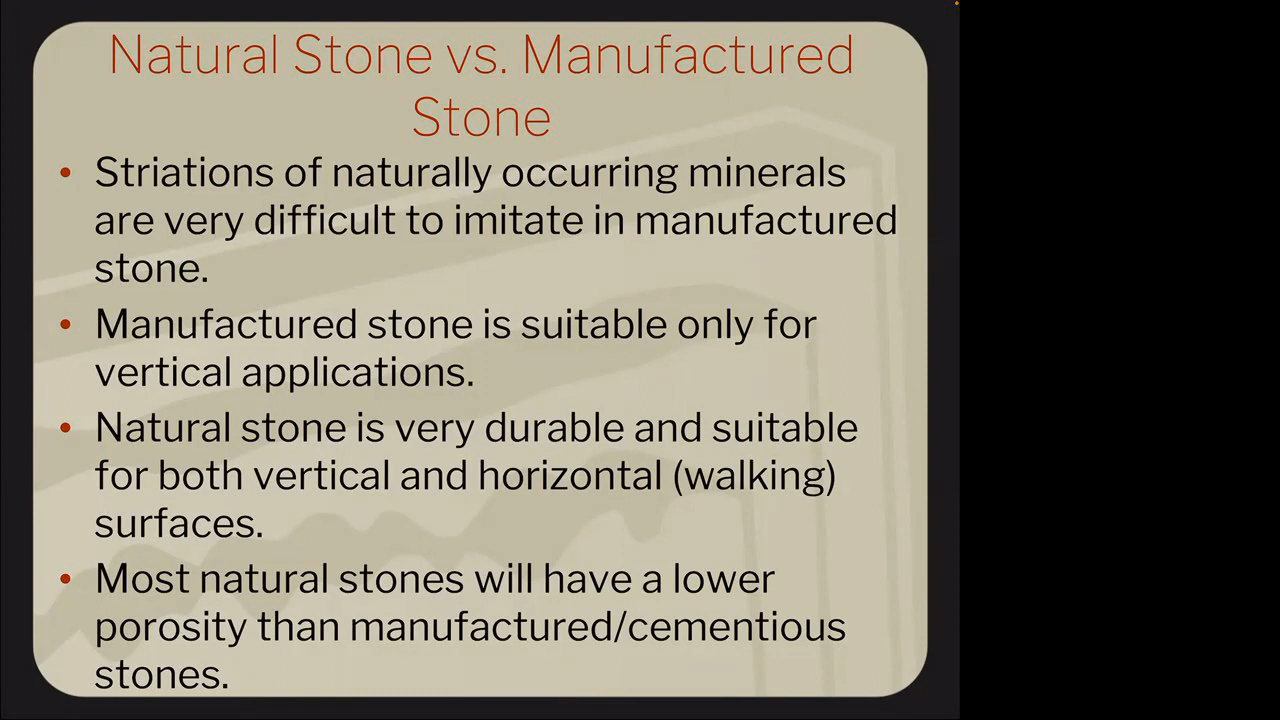 Natural Stone vs. Manufactured
Stone
• Striations of naturally occurring minerals
are very difficult to imitate in manufactured
stone.
• Manufactured stone is suitable only for
vertical applications.
• Natural stone is very durable and suitable
for both vertical and horizontal (walking)
surfaces.
• Most natural stones will have a lower
porosity than manufactured/cementious
stones.